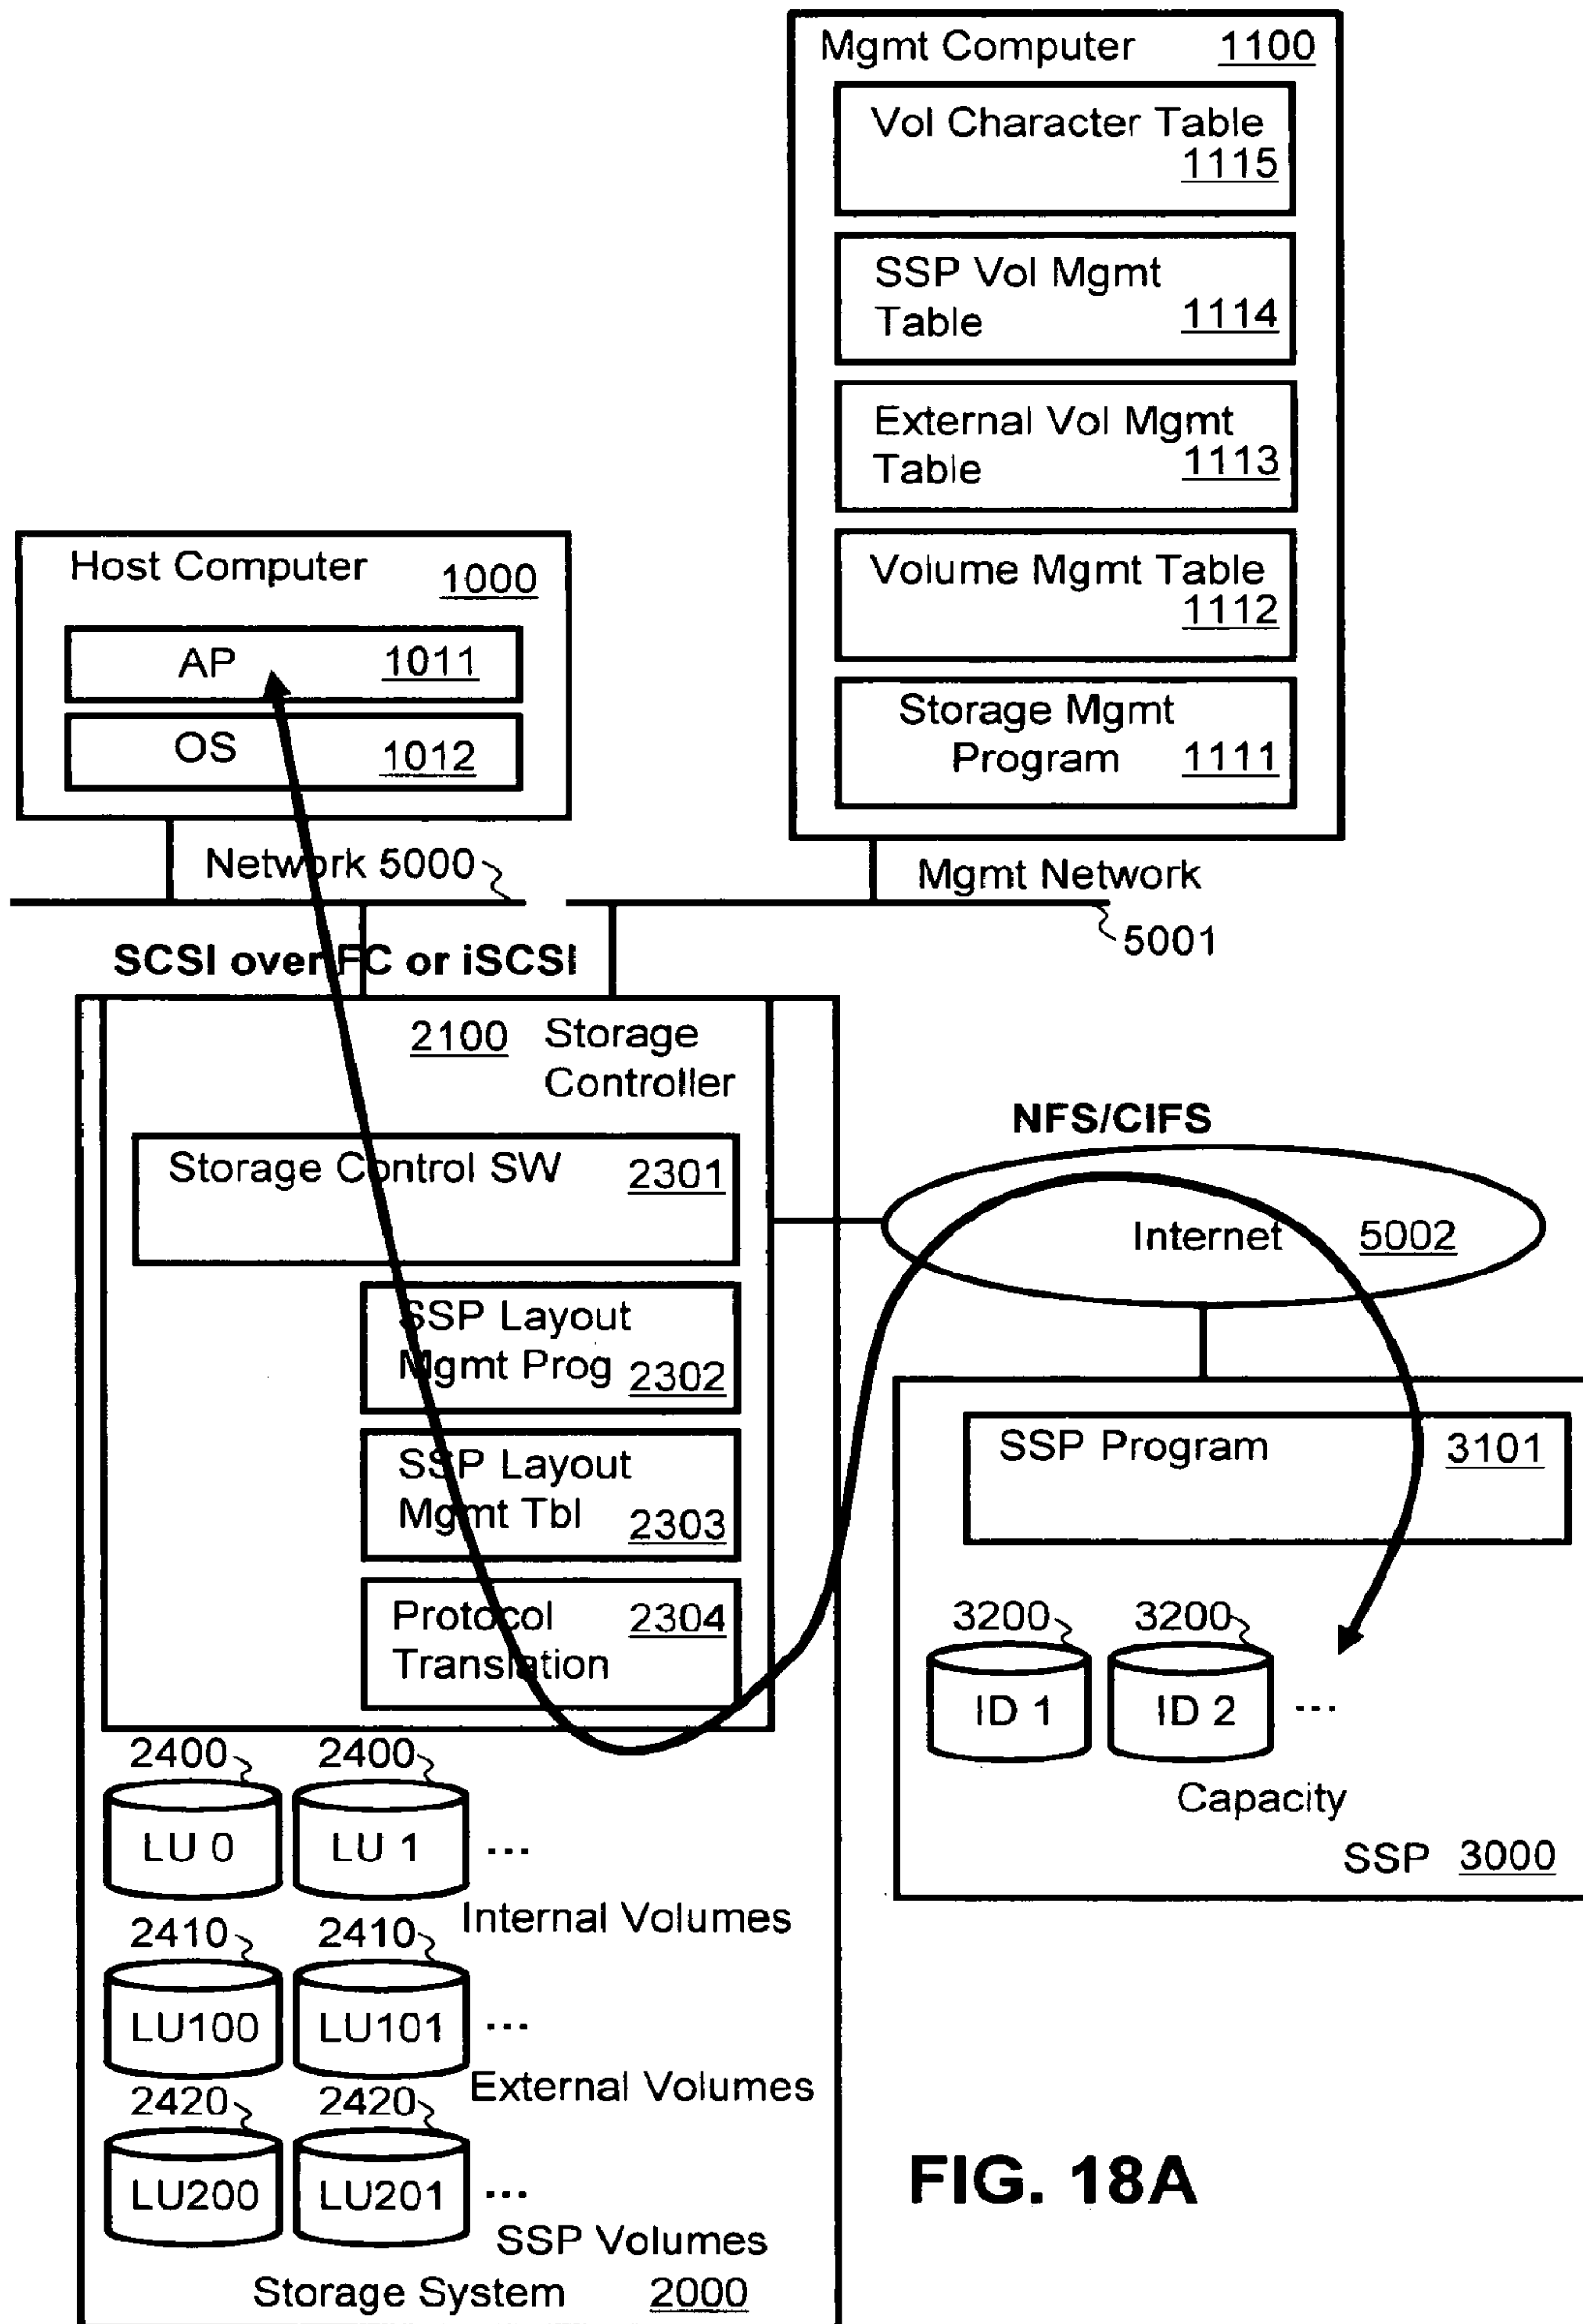 Mgmt Computer 1100
Vol Character Table
1115
SSP Vol Mgmt
Table 1114
External Vol Mgmt
Table 1113
Volume Mgmt Table
1112
Storage Mgmt
Program 1111
Host Computer 1000
AP 1011
OS 1012
Network 5000
Mgmt Network
5001
SCSI over FC or iSCSI
2100 Storage
Controller
Storage Control SW 2301
SSP Layout
Mgmt Prog 2302
SSP Layout
Mgmt Tbl 2303
Protocol 2304
Translation
NFS/CIFS
Internet 5002
SSP Program 3101
3200 3200
ID 1 ID 2 ...
Capacity
SSP 3000
2400 2400
LU 0 LU 1 ...
Internal Volumes
2410 2410
LU100 LU101 ...
External Volumes
2420 2420
LU200 LU201 ...
SSP Volumes
Storage System 2000
FIG. 18A